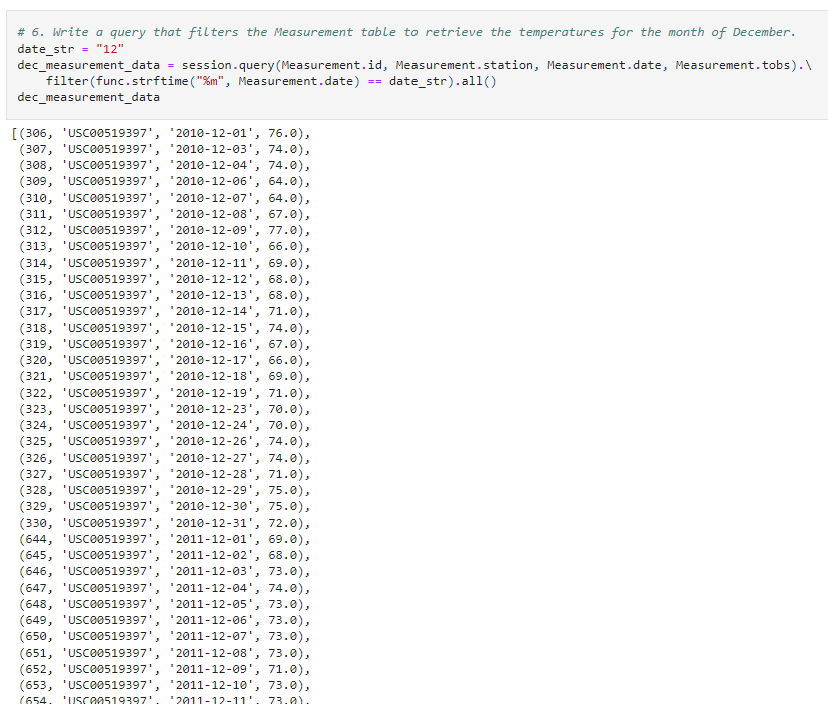 # 6. Write a query that filters the Measurement table to retrieve the temperatures for the month of December.
date_str = "12"
dec_measurement_data = session.query(Measurement.id, Measurement.station, Measurement.date, Measurement.tobs).\
    filter(func.strftime("%m", Measurement.date) == date_str).all()
dec_measurement_data
[(306, 'USC00519397', '2010-12-01', 76.0),
 (307, 'USC00519397', '2010-12-03', 74.0),
 (308, 'USC00519397', '2010-12-04', 74.0),
 (309, 'USC00519397', '2010-12-06', 64.0),
 (310, 'USC00519397', '2010-12-07', 64.0),
 (311, 'USC00519397', '2010-12-08', 67.0),
 (312, 'USC00519397', '2010-12-09', 77.0),
 (313, 'USC00519397', '2010-12-10', 66.0),
 (314, 'USC00519397', '2010-12-11', 69.0),
 (315, 'USC00519397', '2010-12-12', 68.0),
 (316, 'USC00519397', '2010-12-13', 68.0),
 (317, 'USC00519397', '2010-12-14', 71.0),
 (318, 'USC00519397', '2010-12-15', 74.0),
 (319, 'USC00519397', '2010-12-16', 67.0),
 (320, 'USC00519397', '2010-12-17', 66.0),
 (321, 'USC00519397', '2010-12-18', 69.0),
 (322, 'USC00519397', '2010-12-19', 71.0),
 (323, 'USC00519397', '2010-12-23', 70.0),
 (324, 'USC00519397', '2010-12-24', 70.0),
 (325, 'USC00519397', '2010-12-26', 74.0),
 (326, 'USC00519397', '2010-12-27', 74.0),
 (327, 'USC00519397', '2010-12-28', 71.0),
 (328, 'USC00519397', '2010-12-29', 75.0),
 (329, 'USC00519397', '2010-12-30', 75.0),
 (330, 'USC00519397', '2010-12-31', 72.0),
 (644, 'USC00519397', '2011-12-01', 69.0),
 (645, 'USC00519397', '2011-12-02', 68.0),
 (646, 'USC00519397', '2011-12-03', 73.0),
 (647, 'USC00519397', '2011-12-04', 74.0),
 (648, 'USC00519397', '2011-12-05', 73.0),
 (649, 'USC00519397', '2011-12-06', 73.0),
 (650, 'USC00519397', '2011-12-07', 73.0),
 (651, 'USC00519397', '2011-12-08', 73.0),
 (652, 'USC00519397', '2011-12-09', 71.0),
 (653, 'USC00519397', '2011-12-10', 73.0),
 (654, 'USC00519397', '2011-12-11', 73.0),